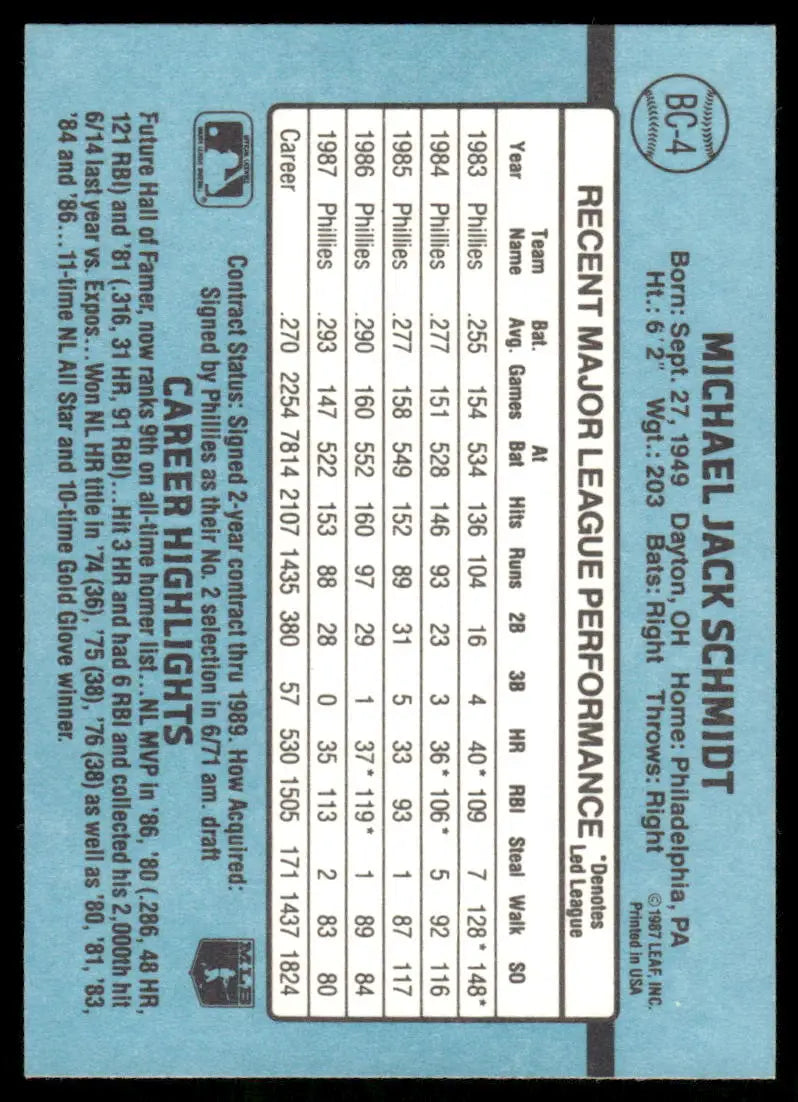 BC-4
MICHAEL JACK SCHMIDT
Born: Sept. 27, 1949 Dayton, OH Home: Philadelphia, PA
Ht.: 6'2" Wgt.: 203 Bats: Right Throws: Right
© 1987 LEAF, INC.
Printed in USA
RECENT MAJOR LEAGUE PERFORMANCE *Denotes
Led League
Team Bat. At
Year Name Avg. Games Bat Hits Runs 2B 3B HR RBI Steal Walk SO
1983 Phillies .255 154 534 136 104 16 4 40* 109 7 128* 148*
1984 Phillies .277 151 528 146 93 23 3 36* 106* 5 92 116
1985 Phillies .277 158 549 152 89 31 5 33 93 1 87 117
1986 Phillies .290 160 552 160 97 29 1 37* 119* 1 89 84
1987 Phillies .293 147 522 153 88 28 0 35 113 2 83 80
Career .270 2254 7814 2107 1435 380 57 530 1505 171 1437 1824
Contract Status: Signed 2-year contract thru 1989. How Acquired:
Signed by Phillies as their No. 2 selection in 6/71 am. draft
MLB
CAREER HIGHLIGHTS
Future Hall of Famer, now ranks 9th on all-time homer list...NL MVP in '86, '80 (.286, 48 HR,
121 RBI) and '81 (.316, 31 HR, 91 RBI)...Hit 3 HR and had 6 RBI and collected his 2,000th hit
6/14 last year vs. Expos...Won NL HR title in '74 (36), '75 (38), '76 (38) as well as '80, '81, '83,
'84 and '86...11-time NL All Star and 10-time Gold Glove winner.